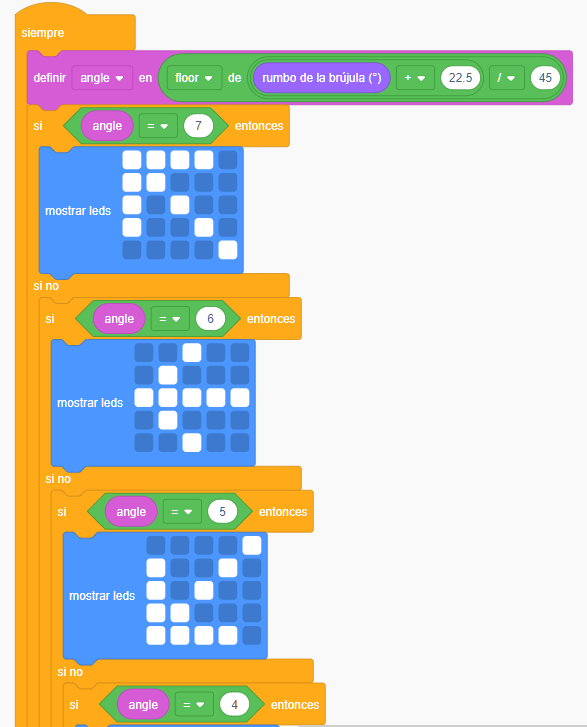 siempre
definir angle en floor de rumbo de la brújula (°) + 22.5 / 45
si angle = 7 entonces
mostrar leds
si no
si angle = 6 entonces
mostrar leds
si no
si angle = 5 entonces
mostrar leds
si no
si angle = 4 entonces